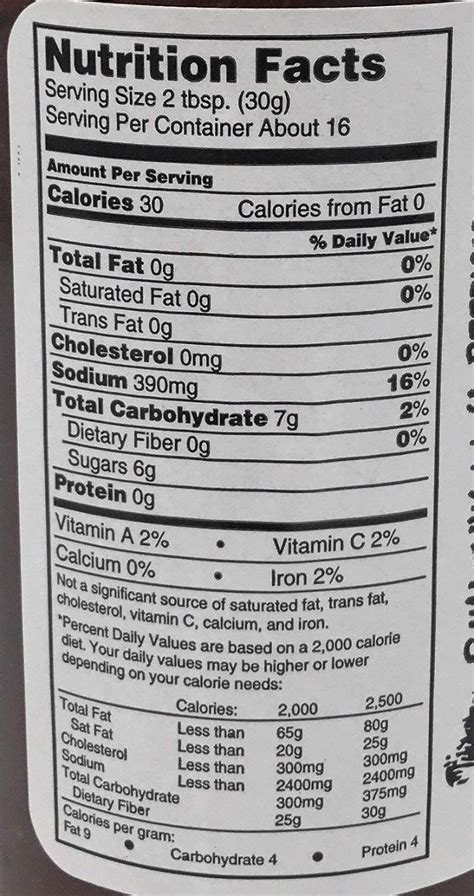 Nutrition Facts
Serving Size 2 tbsp. (30g)
Serving Per Container About 16
Amount Per Serving
Calories 30 Calories from Fat 0
% Daily Value*
Total Fat 0g 0%
Saturated Fat 0g 0%
Trans Fat 0g
Cholesterol 0mg 0%
Sodium 390mg 16%
Total Carbohydrate 7g 2%
Dietary Fiber 0g 0%
Sugars 6g
Protein 0g
Vitamin A 2% • Vitamin C 2%
Calcium 0% • Iron 2%
Not a significant source of saturated fat, trans fat,
cholesterol, vitamin C, calcium, and iron.
*Percent Daily Values are based on a 2,000 calorie
diet. Your daily values may be higher or lower
depending on your calorie needs:
Calories: 2,000 2,500
Total Fat Less than 65g 80g
Sat Fat Less than 20g 25g
Cholesterol Less than 300mg 300mg
Sodium Less than 2400mg 2400mg
Total Carbohydrate 300mg 375mg
Dietary Fiber 25g 30g
Calories per gram:
Fat 9 • Carbohydrate 4 • Protein 4